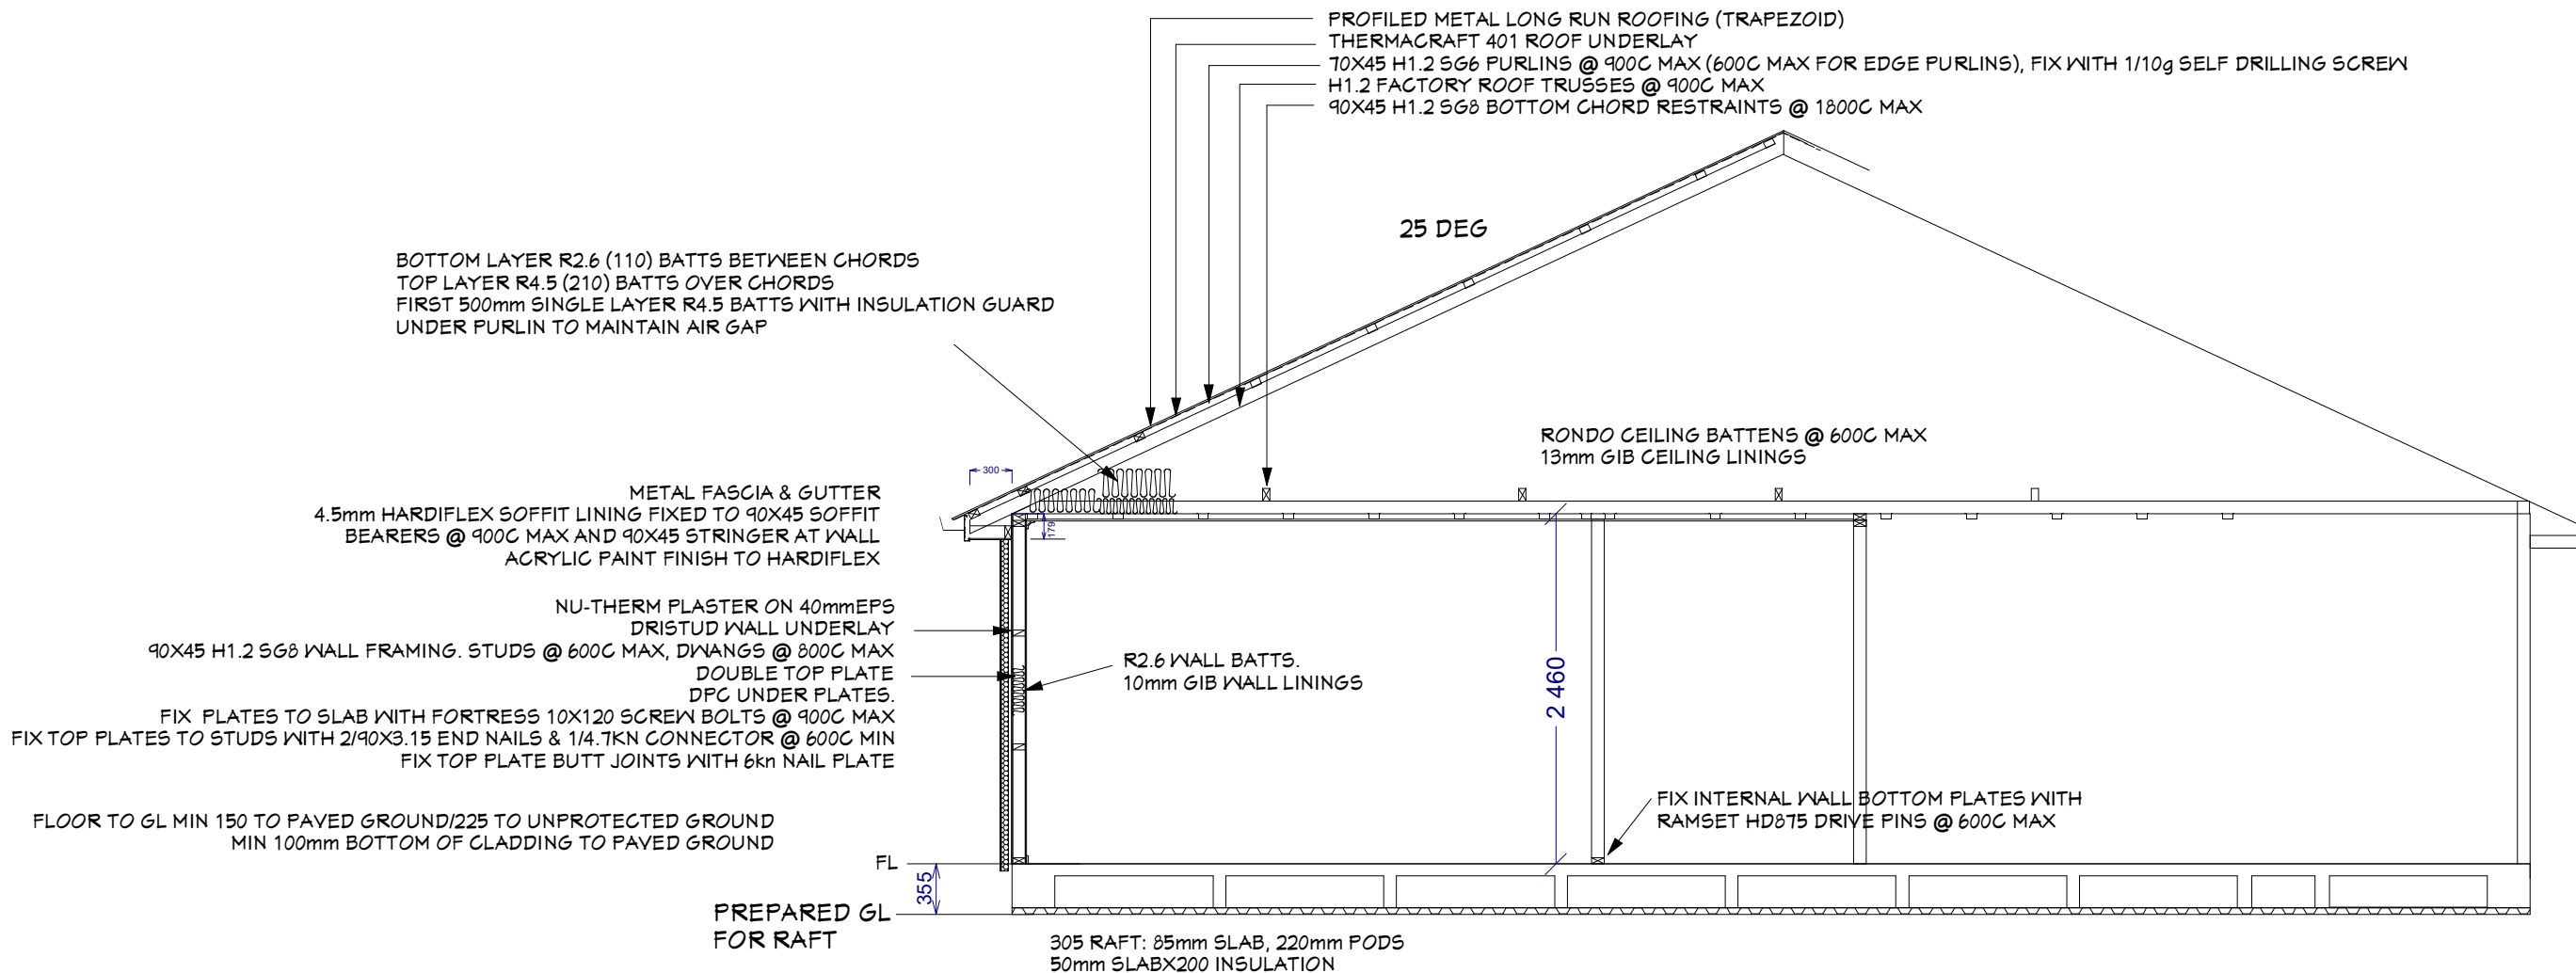 PROFILED METAL LONG RUN ROOFING (TRAPEZOID)
THERMACRAFT 401 ROOF UNDERLAY
70X45 H1.2 SG6 PURLINS @ 900C MAX (600C MAX FOR EDGE PURLINS), FIX WITH 1/10g SELF DRILLING SCREW
H1.2 FACTORY ROOF TRUSSES @ 900C MAX
90X45 H1.2 SG8 BOTTOM CHORD RESTRAINTS @ 1800C MAX
25 DEG
BOTTOM LAYER R2.6 (110) BATTS BETWEEN CHORDS
TOP LAYER R4.5 (210) BATTS OVER CHORDS
FIRST 500mm SINGLE LAYER R4.5 BATTS WITH INSULATION GUARD
UNDER PURLIN TO MAINTAIN AIR GAP
RONDO CEILING BATTENS @ 600C MAX
13mm GIB CEILING LININGS
300
METAL FASCIA & GUTTER
4.5mm HARDIFLEX SOFFIT LINING FIXED TO 90X45 SOFFIT
BEARERS @ 900C MAX AND 90X45 STRINGER AT WALL
ACRYLIC PAINT FINISH TO HARDIFLEX
179
NU-THERM PLASTER ON 40mmEPS
DRISTUD WALL UNDERLAY
90X45 H1.2 SG8 WALL FRAMING. STUDS @ 600C MAX, DWANGS @ 800C MAX
DOUBLE TOP PLATE
DPC UNDER PLATES.
FIX PLATES TO SLAB WITH FORTRESS 10X120 SCREW BOLTS @ 900C MAX
FIX TOP PLATES TO STUDS WITH 2/90X3.15 END NAILS & 1/4.7KN CONNECTOR @ 600C MIN
FIX TOP PLATE BUTT JOINTS WITH 6kn NAIL PLATE
R2.6 WALL BATTS.
10mm GIB WALL LININGS
2 460
FIX INTERNAL WALL BOTTOM PLATES WITH
RAMSET HD875 DRIVE PINS @ 600C MAX
FLOOR TO GL MIN 150 TO PAVED GROUND/225 TO UNPROTECTED GROUND
MIN 100mm BOTTOM OF CLADDING TO PAVED GROUND
FL
355
PREPARED GL
FOR RAFT
305 RAFT: 85mm SLAB, 220mm PODS
50mm SLABX200 INSULATION